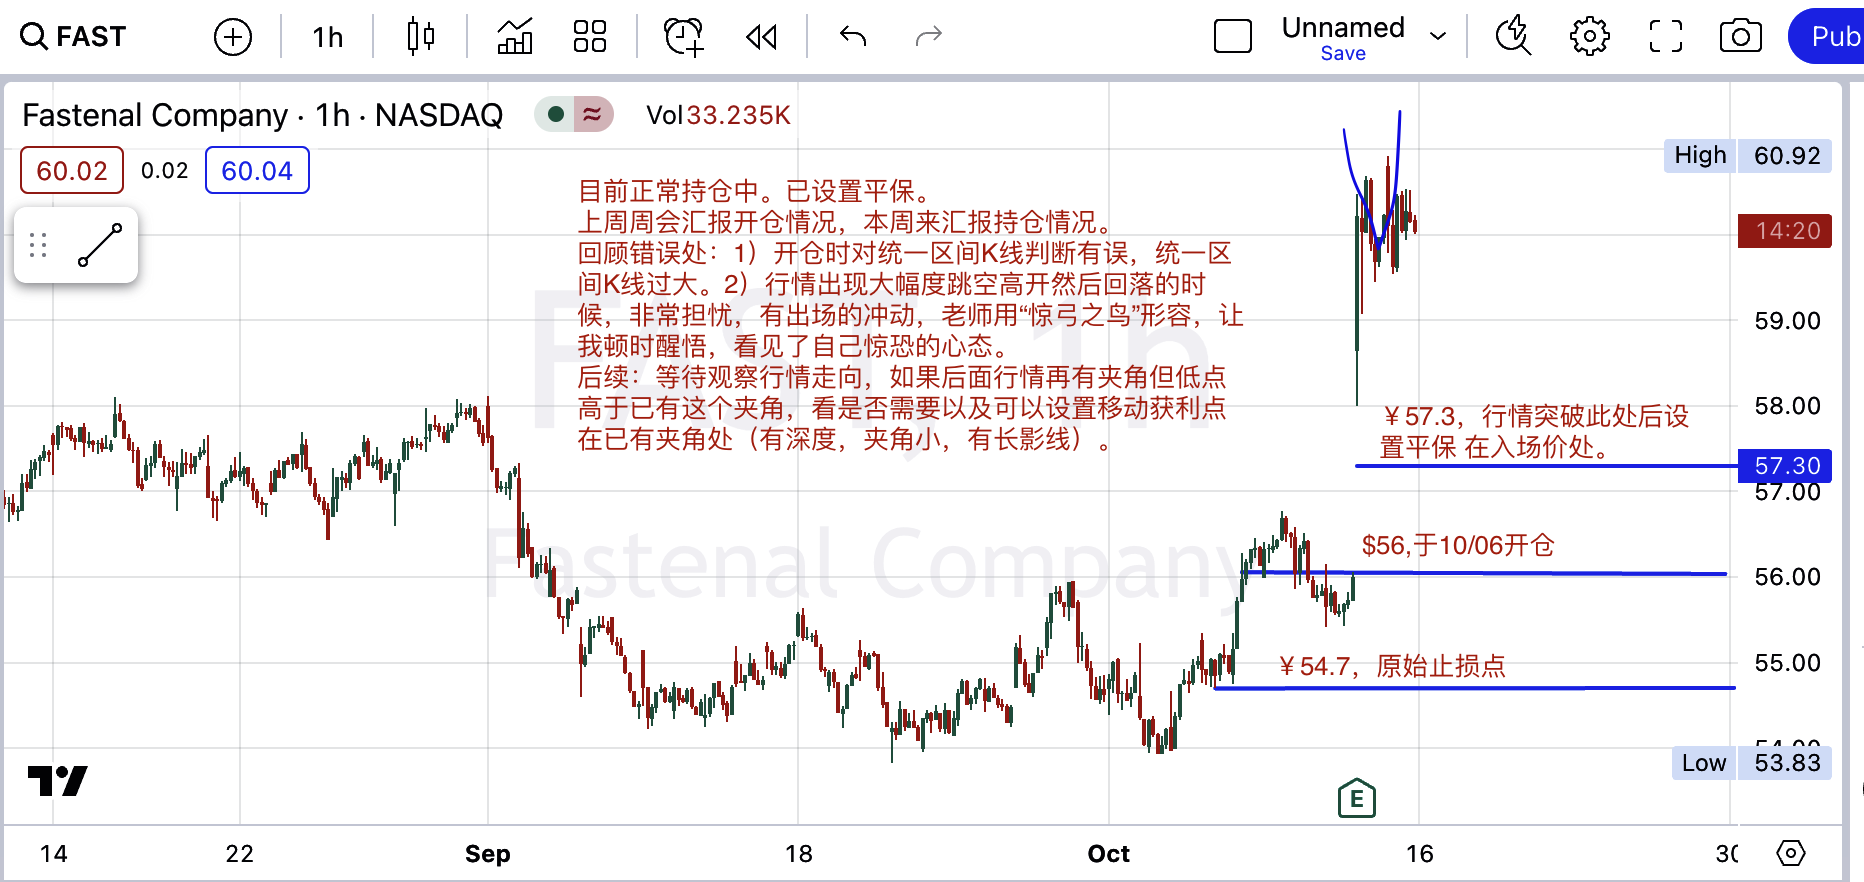 FAST
1h
Unnamed
Save
Pub
Fastenal Company · 1h · NASDAQ
Vol 33.235K
60.02
0.02
60.04
High 60.92
14:20
59.00
58.00
57.30
57.00
56.00
55.00
54.00
Low 53.83
目前正常持仓中。已设置平保。
上周周会汇报开仓情况，本周来汇报持仓情况。
回顾错误处：1）开仓时对统一区间K线判断有误，统一区
间K线过大。2）行情出现大幅度跳空高开然后回落的时
候，非常担忧，有出场的冲动，老师用“惊弓之鸟”形容，让
我顿时醒悟，看见了自己惊恐的心态。
后续：等待观察行情走向，如果后面行情再有夹角但低点
高于已有这个夹角，看是否需要以及可以设置移动获利点
在已有夹角处（有深度，夹角小，有长影线）。
￥57.3，行情突破此处后设
置平保 在入场价处。
$56,于10/06开仓
￥54.7，原始止损点
FAST, 1h
Fastenal Company
E
14
22
Sep
18
Oct
16
30